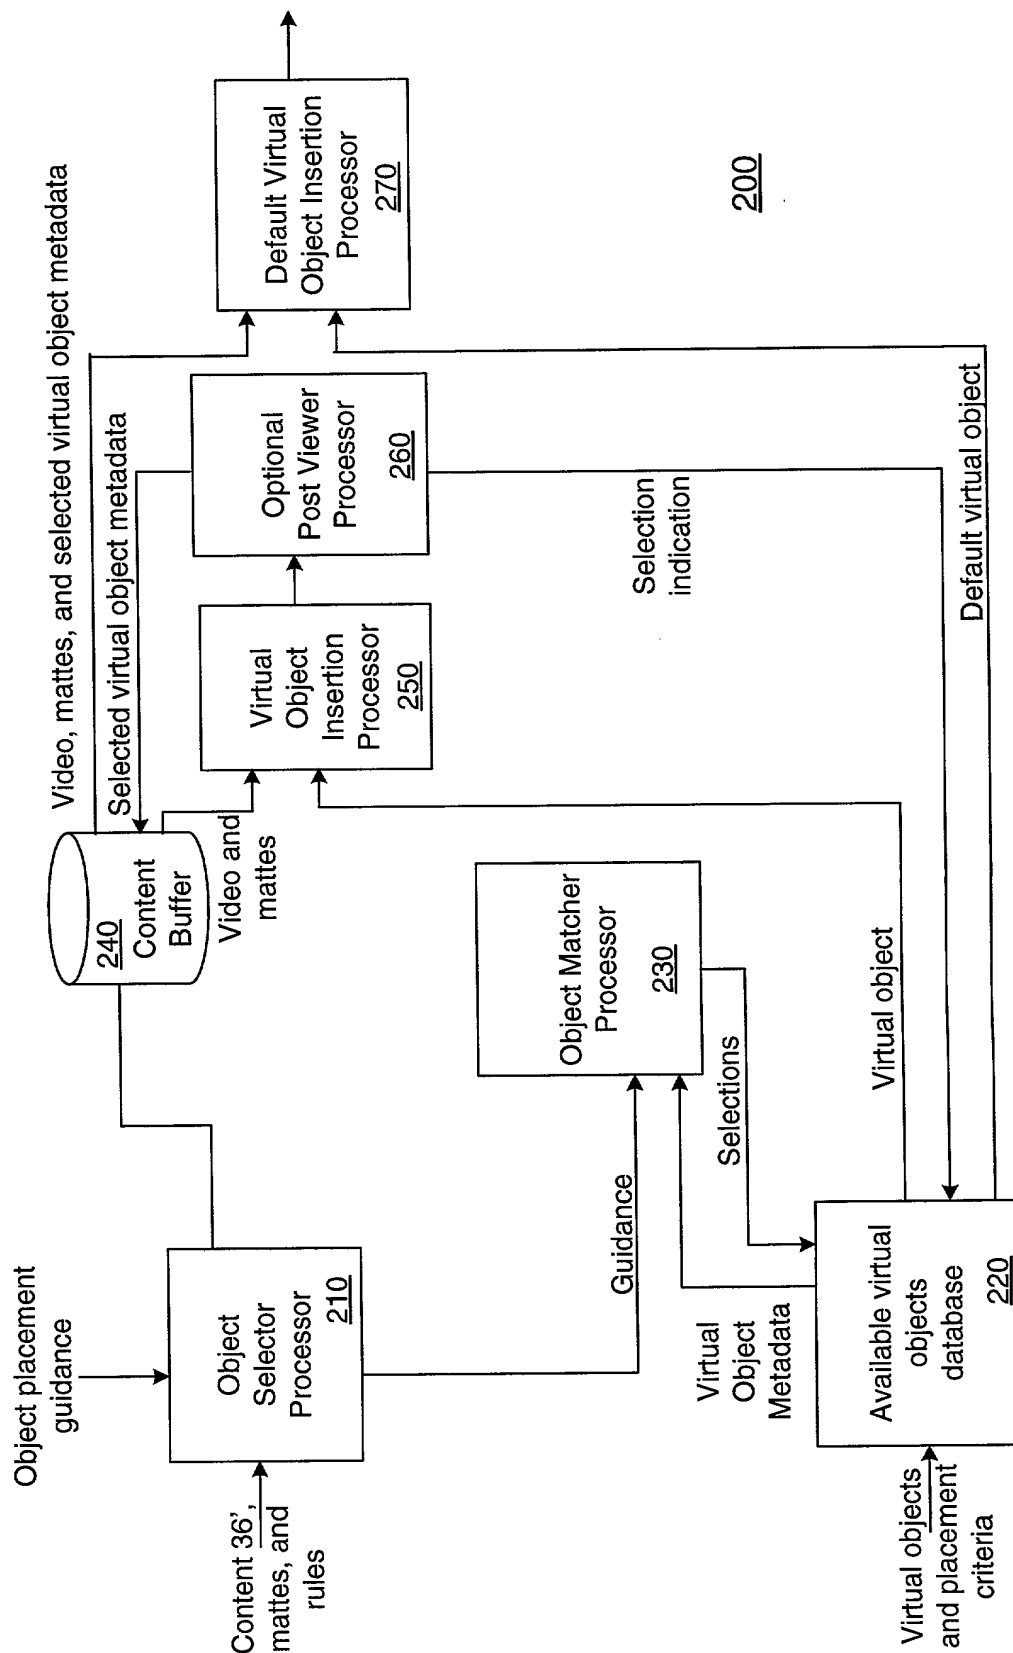 Object placement
guidance
Content 36',
mattes, and
rules
Object
Selector
Processor
210
240
Content
Buffer
Video, mattes, and selected virtual object metadata
Selected virtual object metadata
Video and
mattes
Virtual
Object
Insertion
Processor
250
Optional
Post Viewer
Processor
260
Default Virtual
Object Insertion
Processor
270
Guidance
Object Matcher
Processor
230
Selections
Virtual
Object
Metadata
Selection
indication
Virtual object
Default virtual object
Virtual objects
and placement
criteria
Available virtual
objects
database
220
200